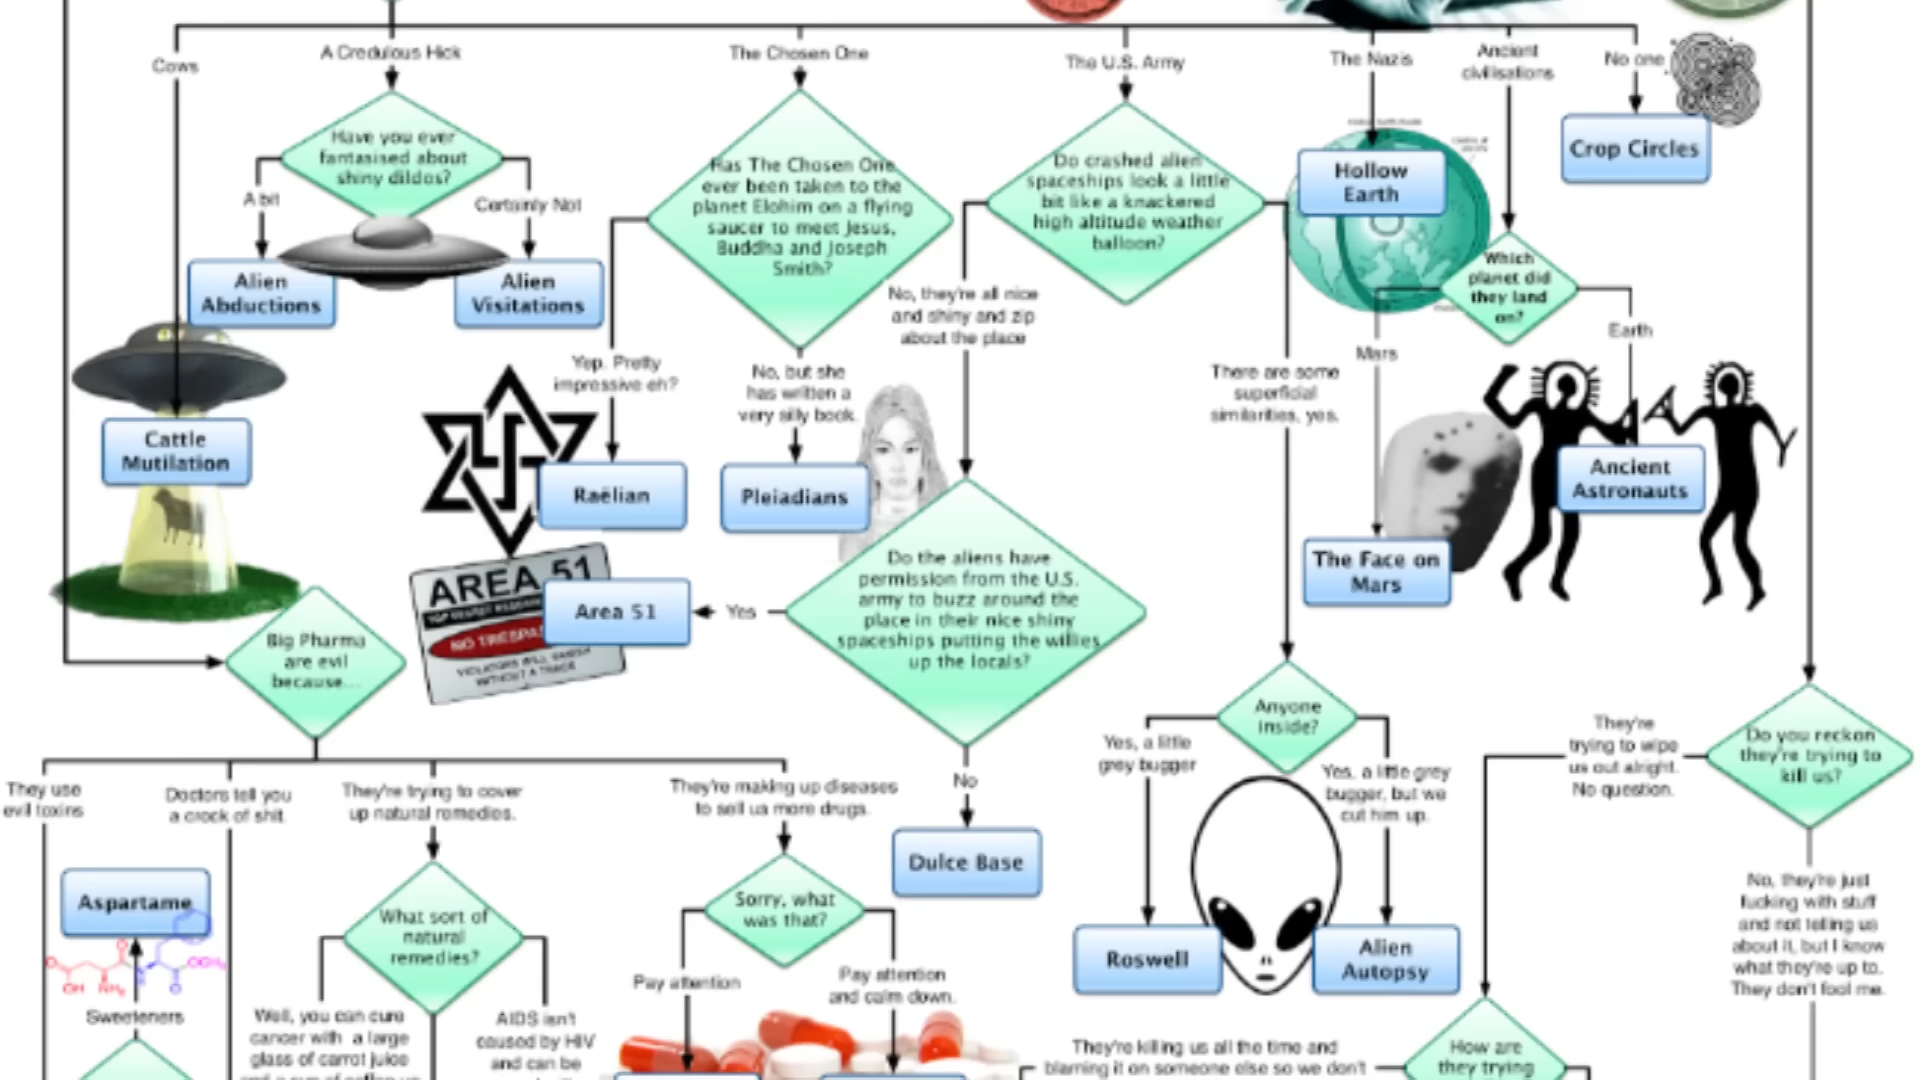 Cows
A Credulous Hick
The Chosen One
The U.S. Army
The Nazis
Ancient
civilisations
No one
Have you ever
fantasised about
shiny dildos?
A bit
Certainly Not
Alien
Abductions
Alien
Visitations
Has The Chosen One
ever been taken to the
planet Elohim on a flying
saucer to meet Jesus,
Buddha and Joseph
Smith?
Do crashed alien
spaceships look a little
bit like a knackered
high altitude weather
balloon?
Hollow
Earth
Crop Circles
Which
planet did
they land
on?
No, they're all nice
and shiny and zip
about the place
Earth
Mars
Yep. Pretty
impressive eh?
No, but she
has written a
very silly book.
There are some
superficial
similarities, yes.
Cattle
Mutilation
Raëlian
Pleiadians
Ancient
Astronauts
The Face on
Mars
AREA 51
NO TRESPA
VIOLATORS WILL VANISH
WITHOUT A TRACE
Area 51
Yes
Do the aliens have
permission from the U.S.
army to buzz around the
place in their nice shiny
spaceships putting the willies
up the locals?
Big Pharma
are evil
because...
Anyone
inside?
Yes, a little
grey bugger
Yes, a little grey
bugger, but we
cut him up.
They're
trying to wipe
us out alright.
No question.
Do you reckon
they're trying to
kill us?
They use
evil toxins
Doctors tell you
a crock of shit.
They're trying to cover
up natural remedies.
They're making up diseases
to sell us more drugs.
No
Dulce Base
Aspartame
O
O
OH
NH₂
O
OCH₃
Sweeteners
What sort of
natural
remedies?
Sorry, what
was that?
Pay attention
Pay attention
and calm down.
Roswell
Alien
Autopsy
No, they're just
fucking with stuff
and not telling us
about it, but I know
what they're up to.
They don't fool me.
Well, you can cure
cancer with a large
glass of carrot juice
AIDS isn't
caused by HIV
and can be
They're killing us all the time and
blaming it on someone else so we don't
How are
they trying